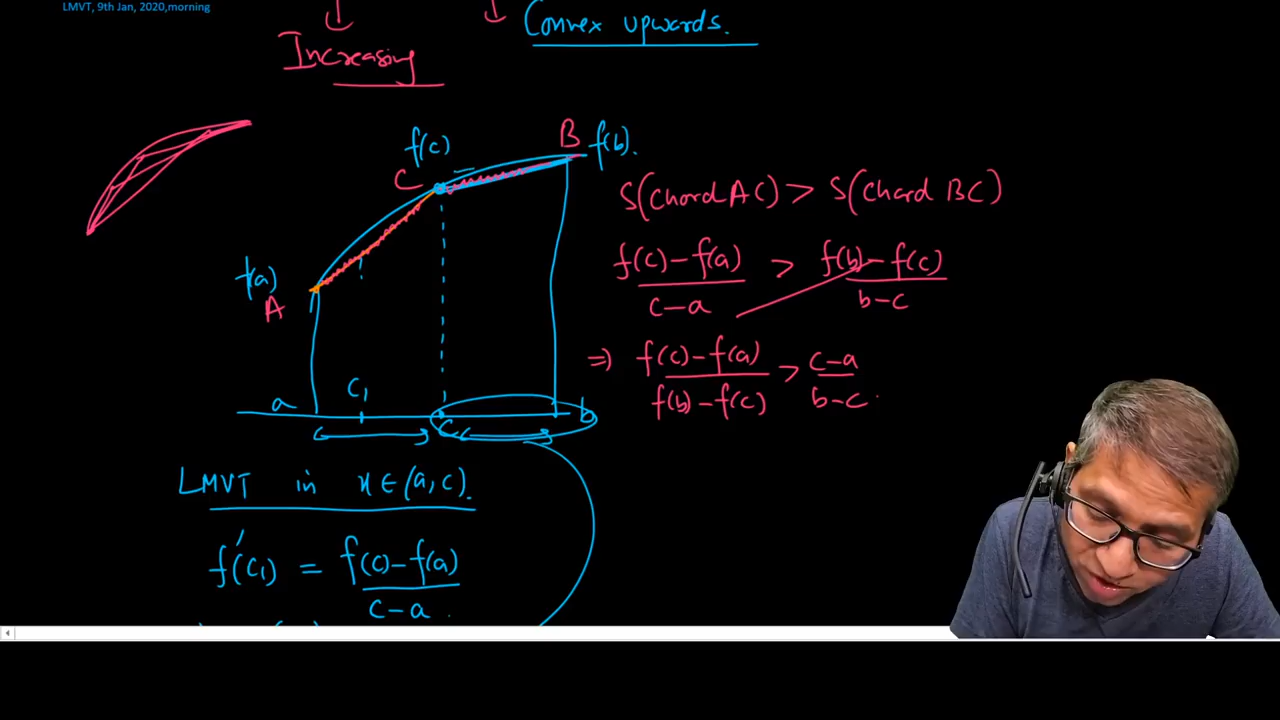 LMVT, 9th Jan, 2020,morning
Convex upwards.
Increasing
f(c)
B f(b).
C
S(Chord AC) > S(Chord BC)
f(c)-f(a) > f(b)-f(c)
c-a b-c
f(a)
A
⇒ f(c)-f(a) > c-a
f(b)-f(c) b-c.
a C₁ C b
LMVT in x∈(a,c).
f'(c₁) = f(c)-f(a)
c-a.